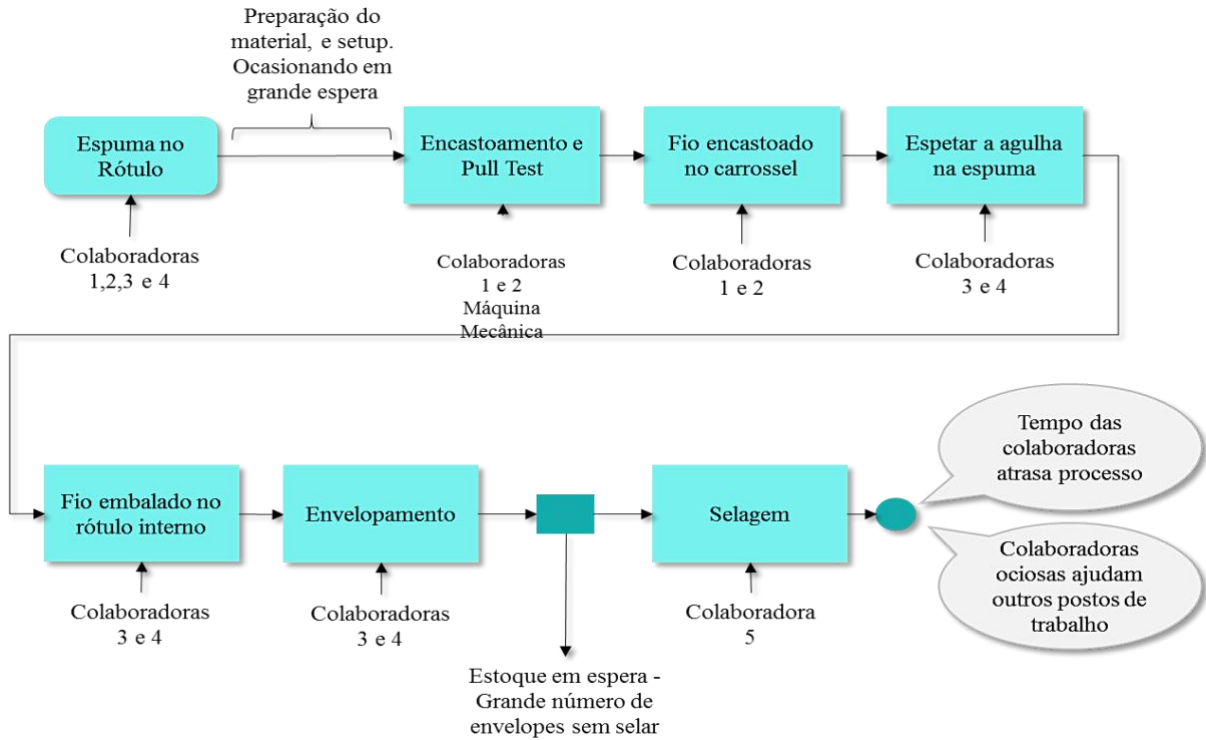 Preparação do
material, e setup.
Ocasionando em
grande espera
Espuma no
Rótulo
Encastoamento e
Pull Test
Fio encastoado
no carrossel
Espetar a agulha
na espuma
Colaboradoras
1,2,3 e 4
Colaboradoras
1 e 2
Máquina
Mecânica
Colaboradoras
1 e 2
Colaboradoras
3 e 4
Fio embalado no
rótulo interno
Envelopamento
Selagem
Tempo das
colaboradoras
atrasa processo
Colaboradoras
ociosas ajudam
outros postos de
trabalho
Colaboradoras
3 e 4
Colaboradoras
3 e 4
Colaboradora
5
Estoque em espera -
Grande número de
envelopes sem selar